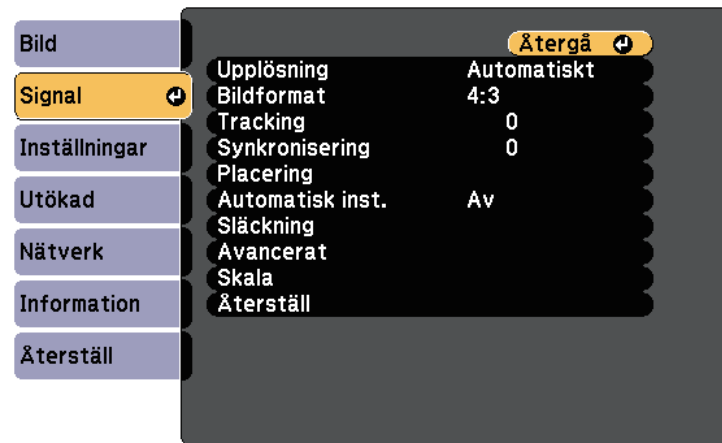 Bild
Signal
Inställningar
Utökad
Nätverk
Information
Återställ
Återgå
Upplösning Automatiskt
Bildformat 4:3
Tracking 0
Synkronisering 0
Placering
Automatisk inst. Av
Släckning
Avancerat
Skala
Återställ